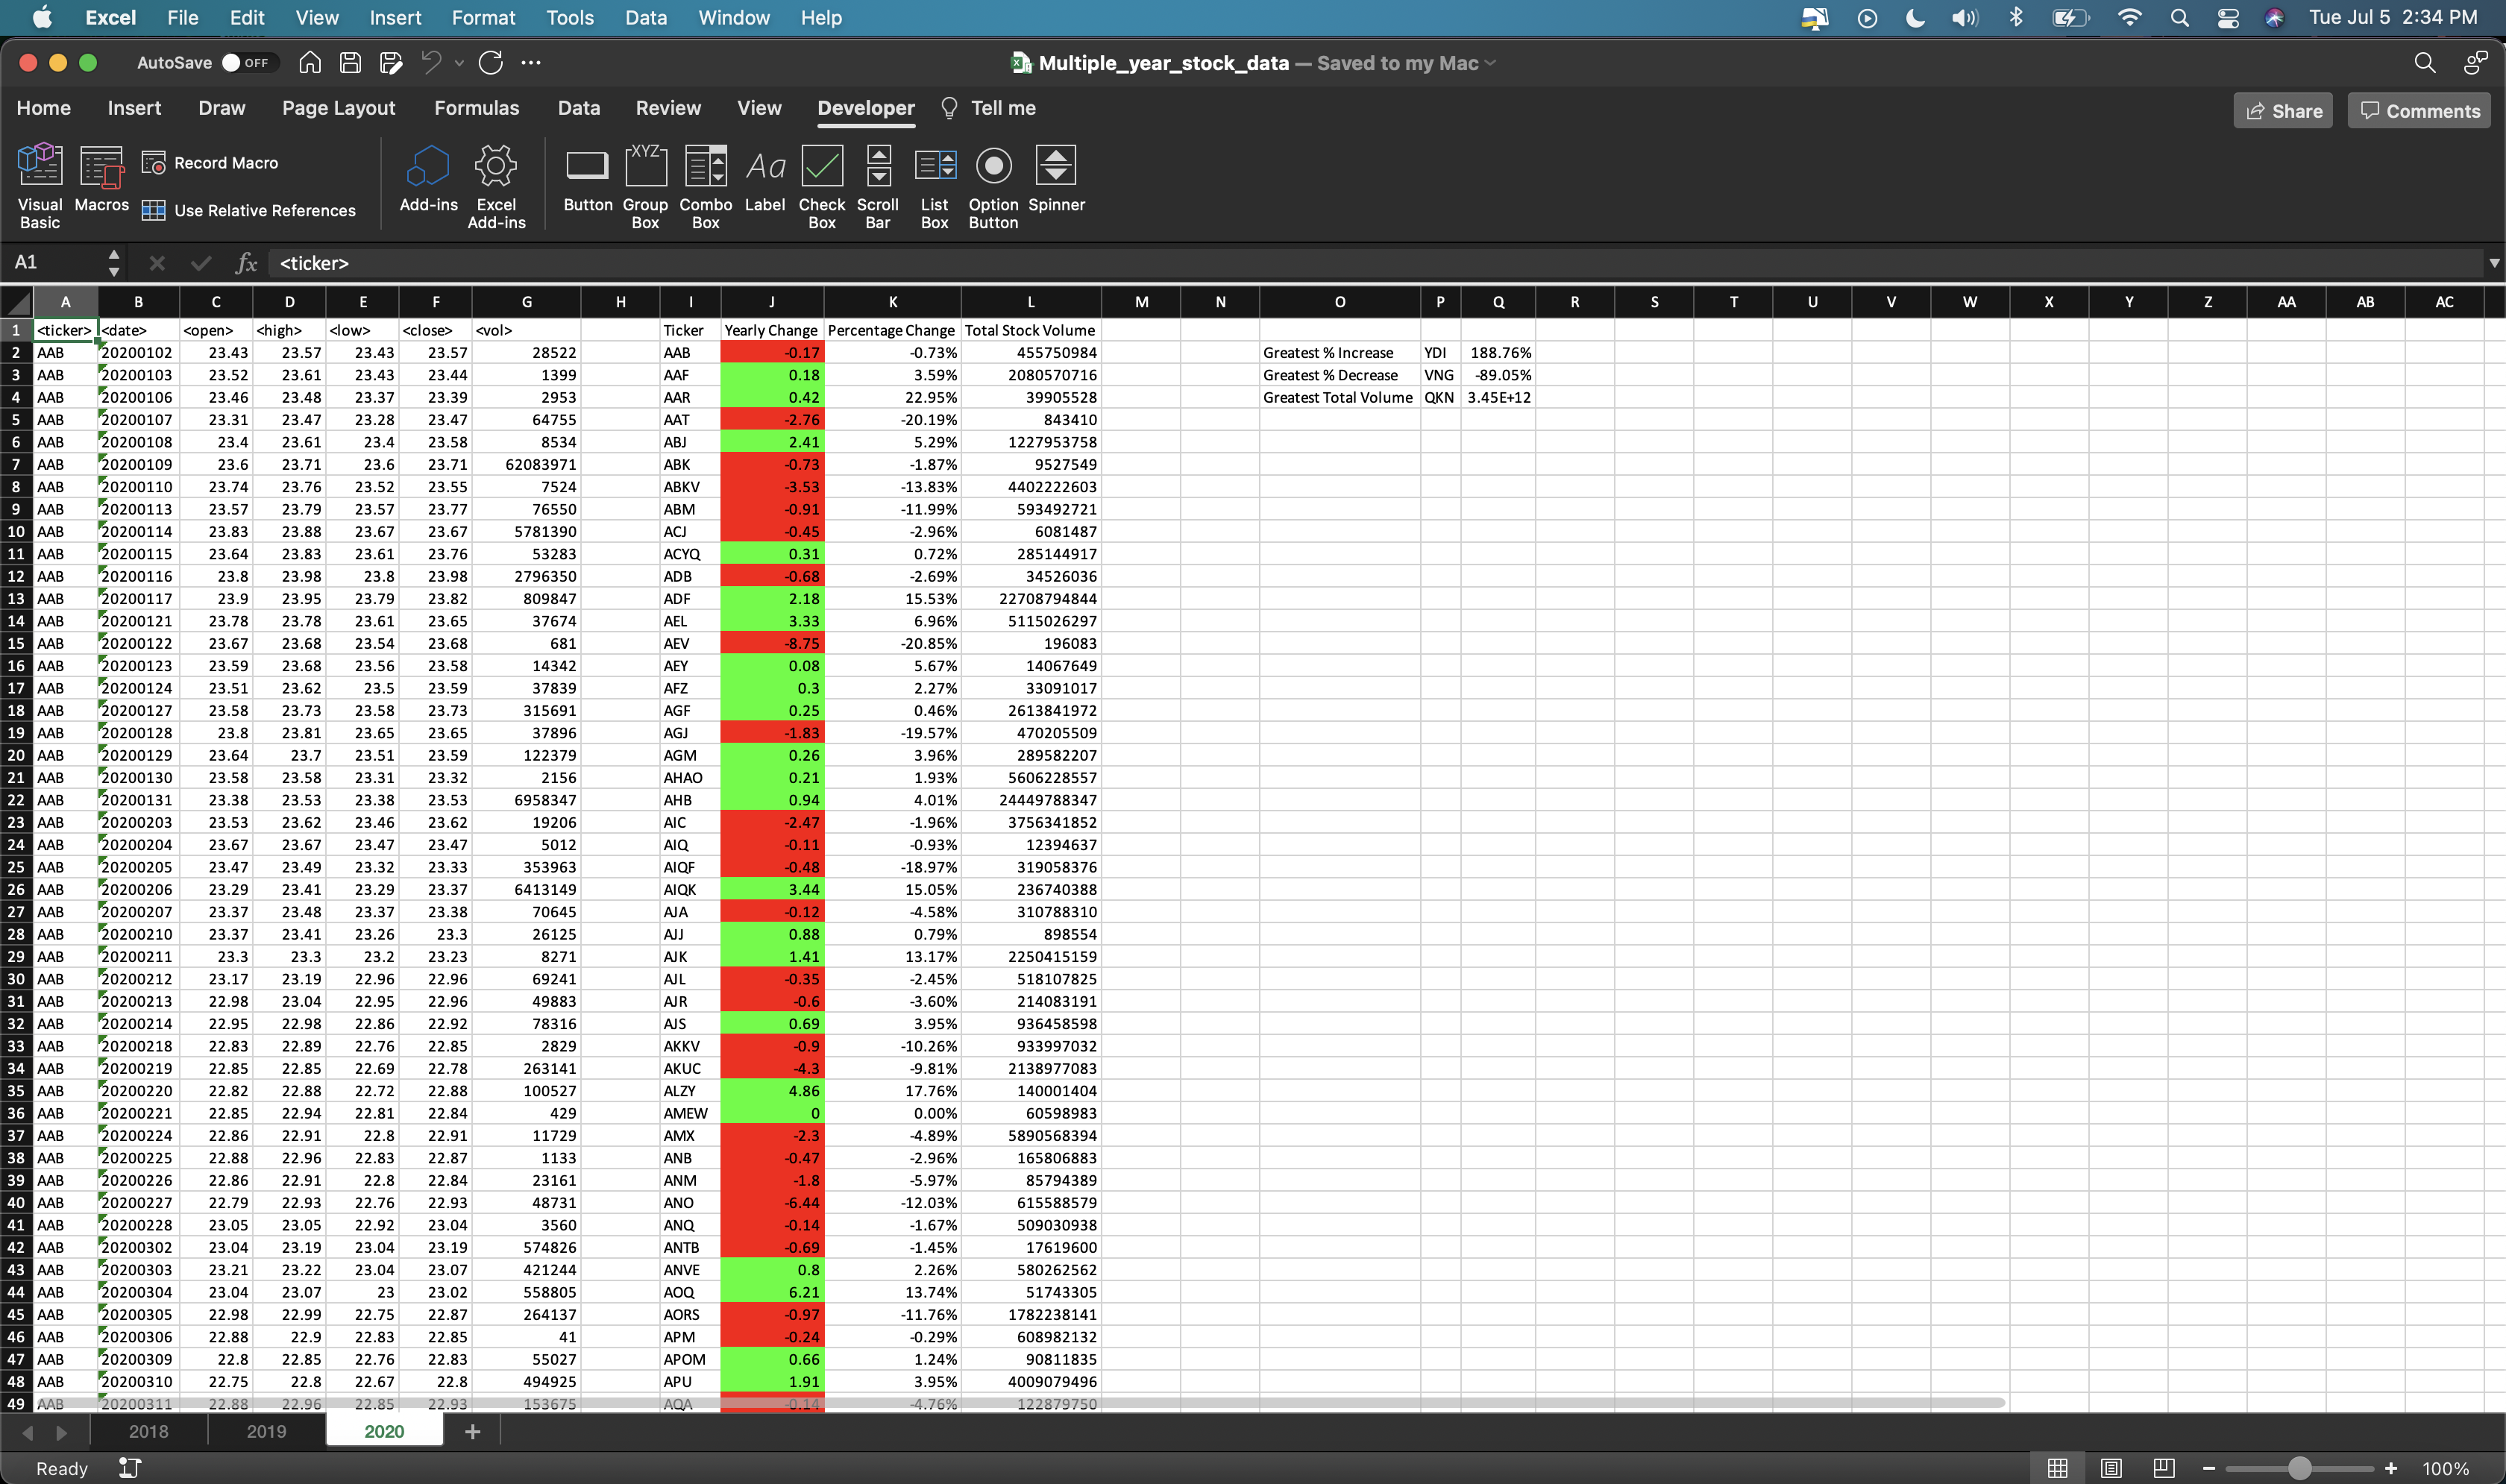 Excel File Edit View Insert Format Tools Data Window Help Tue Jul 5 2:34 PM
AutoSave OFF Multiple_year_stock_data — Saved to my Mac
Home Insert Draw Page Layout Formulas Data Review View Developer Tell me Share Comments
Visual Basic Macros Record Macro Use Relative References Add-ins Excel Add-ins Button XYZ Group Box Combo Box Aa Label Check Box Scroll Bar List Box Option Button Spinner
A1 fx <ticker>
A B C D E F G H I J K L M N O P Q R S T U V W X Y Z AA AB AC
1 <ticker> <date> <open> <high> <low> <close> <vol> Ticker Yearly Change Percentage Change Total Stock Volume
2 AAB 20200102 23.43 23.57 23.43 23.57 28522 AAB -0.17 -0.73% 455750984 Greatest % Increase YDI 188.76%
3 AAB 20200103 23.52 23.61 23.43 23.44 1399 AAF 0.18 3.59% 2080570716 Greatest % Decrease VNG -89.05%
4 AAB 20200106 23.46 23.48 23.37 23.39 2953 AAR 0.42 22.95% 39905528 Greatest Total Volume QKN 3.45E+12
5 AAB 20200107 23.31 23.47 23.28 23.47 64755 AAT -2.76 -20.19% 843410
6 AAB 20200108 23.4 23.61 23.4 23.58 8534 ABJ 2.41 5.29% 1227953758
7 AAB 20200109 23.6 23.71 23.6 23.71 62083971 ABK -0.73 -1.87% 9527549
8 AAB 20200110 23.74 23.76 23.52 23.55 7524 ABKV -3.53 -13.83% 4402222603
9 AAB 20200113 23.57 23.79 23.57 23.77 76550 ABM -0.91 -11.99% 593492721
10 AAB 20200114 23.83 23.88 23.67 23.67 5781390 ACJ -0.45 -2.96% 6081487
11 AAB 20200115 23.64 23.83 23.61 23.76 53283 ACYQ 0.31 0.72% 285144917
12 AAB 20200116 23.8 23.98 23.8 23.98 2796350 ADB -0.68 -2.69% 34526036
13 AAB 20200117 23.9 23.95 23.79 23.82 809847 ADF 2.18 15.53% 22708794844
14 AAB 20200121 23.78 23.78 23.61 23.65 37674 AEL 3.33 6.96% 5115026297
15 AAB 20200122 23.67 23.68 23.54 23.68 681 AEV -8.75 -20.85% 196083
16 AAB 20200123 23.59 23.68 23.56 23.58 14342 AEY 0.08 5.67% 14067649
17 AAB 20200124 23.51 23.62 23.5 23.59 37839 AFZ 0.3 2.27% 33091017
18 AAB 20200127 23.58 23.73 23.58 23.73 315691 AGF 0.25 0.46% 2613841972
19 AAB 20200128 23.8 23.81 23.65 23.65 37896 AGJ -1.83 -19.57% 470205509
20 AAB 20200129 23.64 23.7 23.51 23.59 122379 AGM 0.26 3.96% 289582207
21 AAB 20200130 23.58 23.58 23.31 23.32 2156 AHAO 0.21 1.93% 5606228557
22 AAB 20200131 23.38 23.53 23.38 23.53 6958347 AHB 0.94 4.01% 24449788347
23 AAB 20200203 23.53 23.62 23.46 23.62 19206 AIC -2.47 -1.96% 3756341852
24 AAB 20200204 23.67 23.67 23.47 23.47 5012 AIQ -0.11 -0.93% 12394637
25 AAB 20200205 23.47 23.49 23.32 23.33 353963 AIQF -0.48 -18.97% 319058376
26 AAB 20200206 23.29 23.41 23.29 23.37 6413149 AIQK 3.44 15.05% 236740388
27 AAB 20200207 23.37 23.48 23.37 23.38 70645 AJA -0.12 -4.58% 310788310
28 AAB 20200210 23.37 23.41 23.26 23.3 26125 AJJ 0.88 0.79% 898554
29 AAB 20200211 23.3 23.3 23.2 23.23 8271 AJK 1.41 13.17% 2250415159
30 AAB 20200212 23.17 23.19 22.96 22.96 69241 AJL -0.35 -2.45% 518107825
31 AAB 20200213 22.98 23.04 22.95 22.96 49883 AJR -0.6 -3.60% 214083191
32 AAB 20200214 22.95 22.98 22.86 22.92 78316 AJS 0.69 3.95% 936458598
33 AAB 20200218 22.83 22.89 22.76 22.85 2829 AKKV -0.9 -10.26% 933997032
34 AAB 20200219 22.85 22.85 22.69 22.78 263141 AKUC -4.3 -9.81% 2138977083
35 AAB 20200220 22.82 22.88 22.72 22.88 100527 ALZY 4.86 17.76% 140001404
36 AAB 20200221 22.85 22.94 22.81 22.84 429 AMEW 0 0.00% 60598983
37 AAB 20200224 22.86 22.91 22.8 22.91 11729 AMX -2.3 -4.89% 5890568394
38 AAB 20200225 22.88 22.96 22.83 22.87 1133 ANB -0.47 -2.96% 165806883
39 AAB 20200226 22.86 22.91 22.8 22.84 23161 ANM -1.8 -5.97% 85794389
40 AAB 20200227 22.79 22.93 22.76 22.93 48731 ANO -6.44 -12.03% 615588579
41 AAB 20200228 23.05 23.05 22.92 23.04 3560 ANQ -0.14 -1.67% 509030938
42 AAB 20200302 23.04 23.19 23.04 23.19 574826 ANTB -0.69 -1.45% 17619600
43 AAB 20200303 23.21 23.22 23.04 23.07 421244 ANVE 0.8 2.26% 580262562
44 AAB 20200304 23.04 23.07 23 23.02 558805 AOQ 6.21 13.74% 51743305
45 AAB 20200305 22.98 22.99 22.75 22.87 264137 AORS -0.97 -11.76% 1782238141
46 AAB 20200306 22.88 22.9 22.83 22.85 41 APM -0.24 -0.29% 608982132
47 AAB 20200309 22.8 22.85 22.76 22.83 55027 APOM 0.66 1.24% 90811835
48 AAB 20200310 22.75 22.8 22.67 22.8 494925 APU 1.91 3.95% 4009079496
49 AAB 20200311 22.88 22.96 22.85 22.93 153675 AQA -0.14 -4.76% 122879750
2018 2019 2020 +
Ready 100%